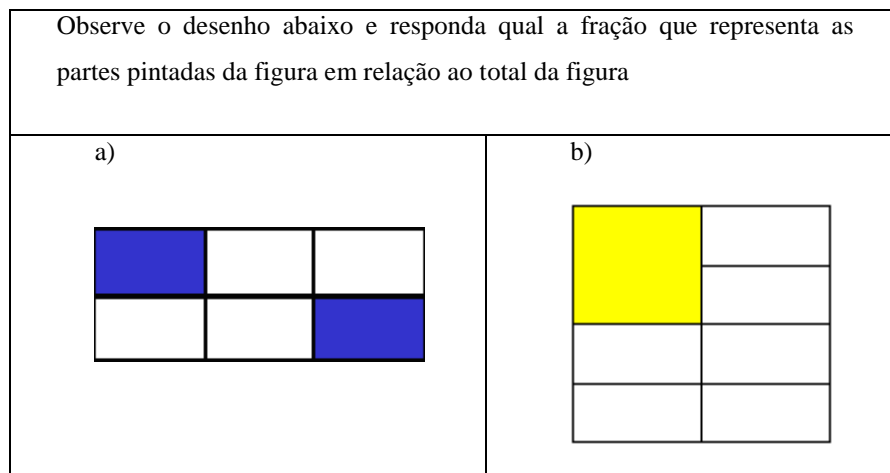 Observe o desenho abaixo e responda qual a fração que representa as
partes pintadas da figura em relação ao total da figura
a)
b)